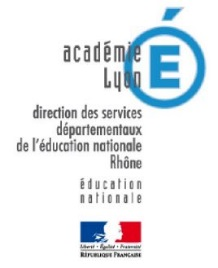 académie
Lyon
É
direction des services
départementaux
de l'éducation nationale
Rhône
éducation
nationale
Liberté • Égalité • Fraternité
RÉPUBLIQUE FRANÇAISE